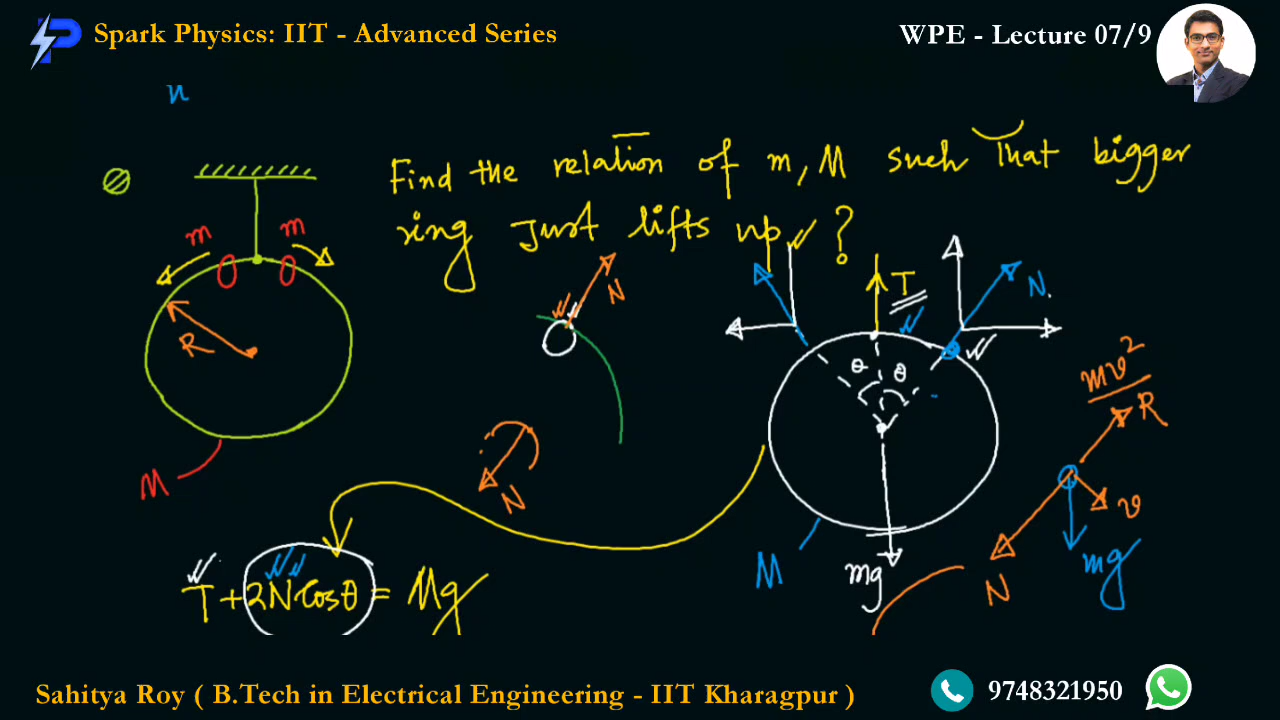 Spark Physics: IIT - Advanced Series
WPE - Lecture 07/9
n
Find the relation of m, M such that bigger
ring just lifts up ?
m m
R
M
N
N
T
N.
θ θ
M
mg
mv²
R
v
N
mg
T + 2N cosθ = Mg
Sahitya Roy ( B.Tech in Electrical Engineering - IIT Kharagpur )
9748321950